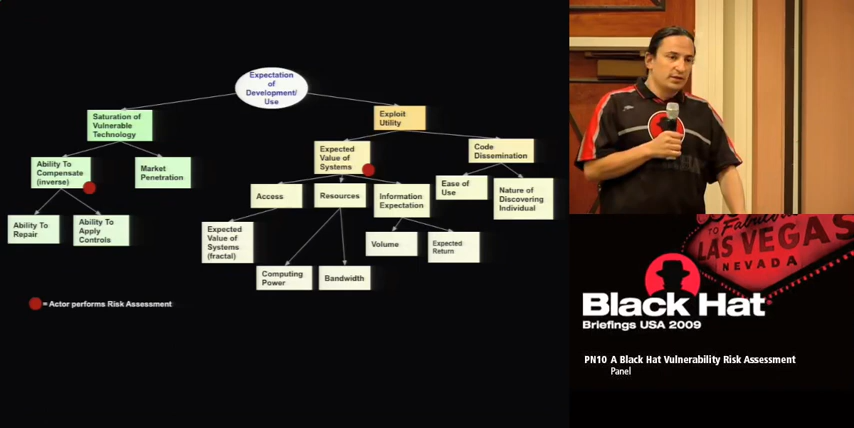 Expectation
of
Development/
Use
Saturation of
Vulnerable
Technology
Exploit
Utility
Ability To
Compensate
(inverse)
Market
Penetration
Expected
Value of
Systems
Code
Dissemination
Ability To
Repair
Ability To
Apply
Controls
Access
Resources
Information
Expectation
Ease of
Use
Nature of
Discovering
Individual
Expected
Value of
Systems
(fractal)
Volume
Expected
Return
Computing
Power
Bandwidth
= Actor performs Risk Assessment
TO Fabulous
LAS VEGAS
NEVADA
Black Hat
Briefings USA 2009
PN10 A Black Hat Vulnerability Risk Assessment
Panel